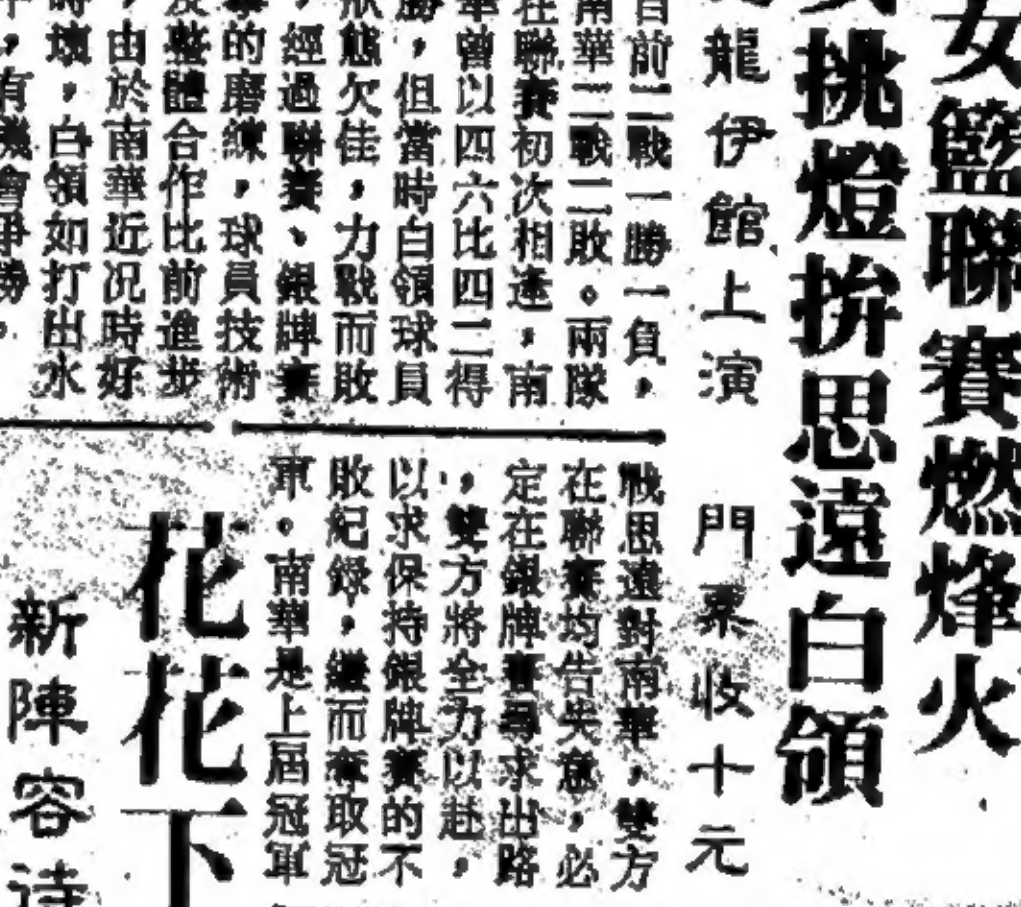 女籃聯賽燃烽火
挑燈拚思遠白領
龍伊館上演 門票收十元
目前二戰一勝一負，
南華二戰二敗。兩隊
在聯賽初次相逢，南
華曾以四六比四二得
勝，但當時白領球員
狀態欠佳，力戰而敗
，經過聯賽、銀牌賽
的磨練，球員技術
及整體合作比前進步
，由於南華近況時好
時壞，白領如打出水
，有機會爭勝。
戰思遠對南華，雙方
在聯賽均告失意，必
定在銀牌賽尋求出路
，雙方將全力以赴，
以求保持銀牌賽的不
敗紀錄，繼而奪取冠
軍。南華是上屆冠軍
花花下
新陣容